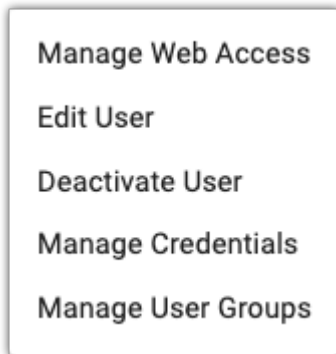 Manage Web Access
Edit User
Deactivate User
Manage Credentials
Manage User Groups